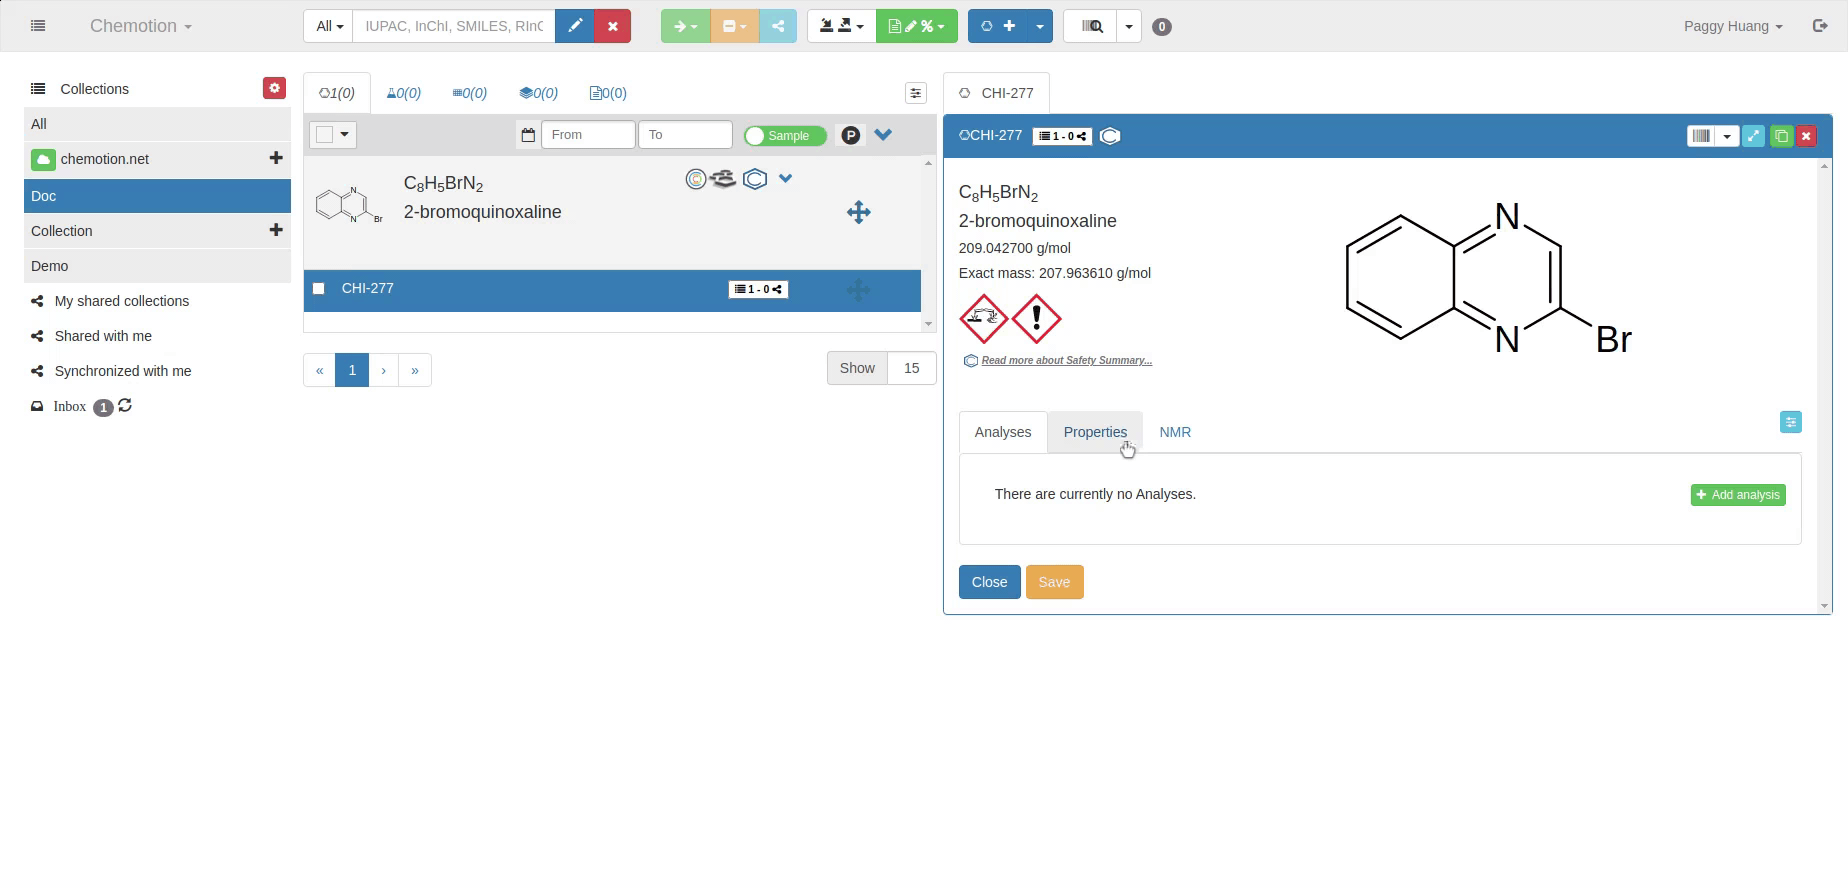 Chemotion
All
IUPAC, InChI, SMILES, RInC
0
Paggy Huang
Collections
All
chemotion.net
Doc
Collection
Demo
My shared collections
Shared with me
Synchronized with me
Inbox 1
1(0)
0(0)
0(0)
0(0)
0(0)
From
To
Sample
P
C8H5BrN2
2-bromoquinoxaline
N
N
Br
C
CHI-277
1 - 0
«
1
›
»
Show
15
CHI-277
CHI-277
1 - 0
C8H5BrN2
2-bromoquinoxaline
209.042700 g/mol
Exact mass: 207.963610 g/mol
Read more about Safety Summary...
N
N
Br
Analyses
Properties
NMR
There are currently no Analyses.
Add analysis
Close
Save